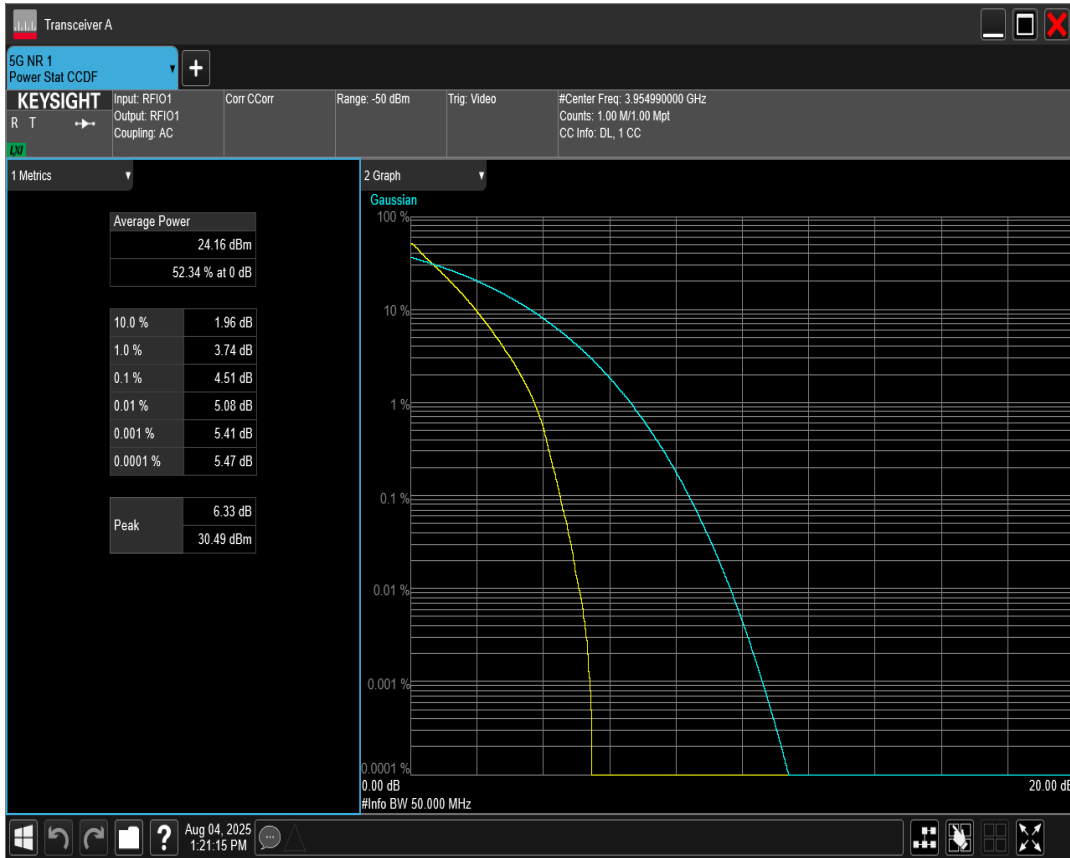 Transceiver A
5G NR 1
Power Stat CCDF
KEYSIGHT
R T
LXI
Input: RFIO1
Output: RFIO1
Coupling: AC
Corr CCorr
Range: -50 dBm
Trig: Video
#Center Freq: 3.954990000 GHz
Counts: 1.00 M/1.00 Mpt
CC Info: DL, 1 CC
1 Metrics
Average Power
24.16 dBm
52.34 % at 0 dB
10.0 % 1.96 dB
1.0 % 3.74 dB
0.1 % 4.51 dB
0.01 % 5.08 dB
0.001 % 5.41 dB
0.0001 % 5.47 dB
Peak
6.33 dB
30.49 dBm
2 Graph
Gaussian
100 %
10 %
1 %
0.1 %
0.01 %
0.001 %
0.0001 %
0.00 dB 20.00 dB
#Info BW 50.000 MHz
?
Aug 04, 2025
1:21:15 PM